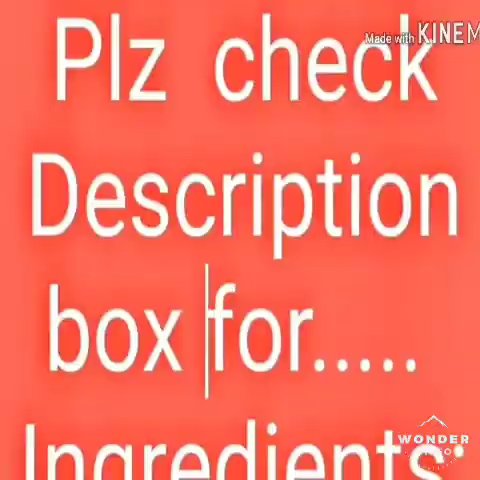 Made with KINEM
Plz check
Description
box for.....
Ingredients:
WONDER